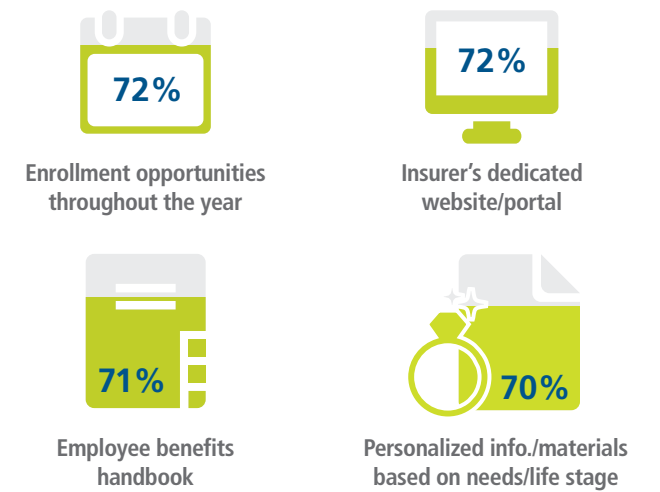 72%
Enrollment opportunities
throughout the year
72%
Insurer's dedicated
website/portal
71%
Employee benefits
handbook
70%
Personalized info./materials
based on needs/life stage